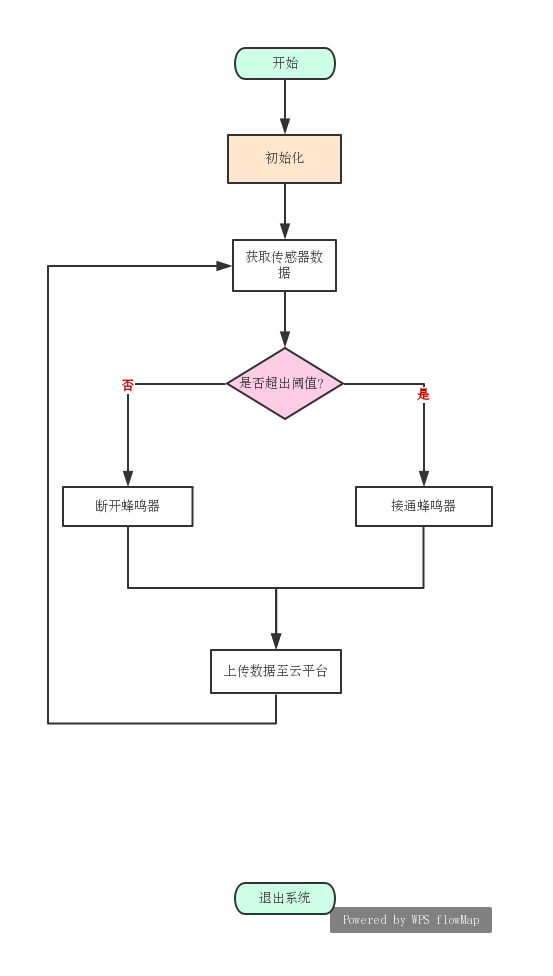 开始
初始化
获取传感器数
据
是否超出阈值?
否
是
断开蜂鸣器
接通蜂鸣器
上传数据至云平台
退出系统
Powered by WPS flowMap